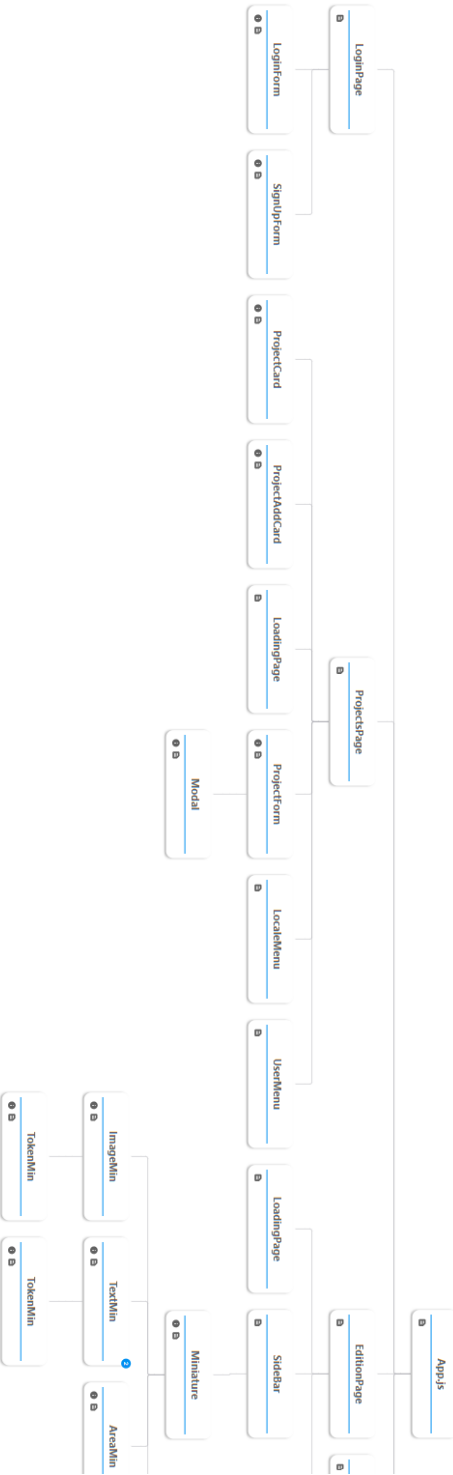 App.js
LoginPage
ProjectsPage
EditionPage
LoginForm
SignUpForm
ProjectCard
ProjectAddCard
LoadingPage
ProjectForm
LocaleMenu
UserMenu
LoadingPage
SideBar
Modal
Miniature
ImageMin
TextMin
2
AreaMin
TokenMin
TokenMin